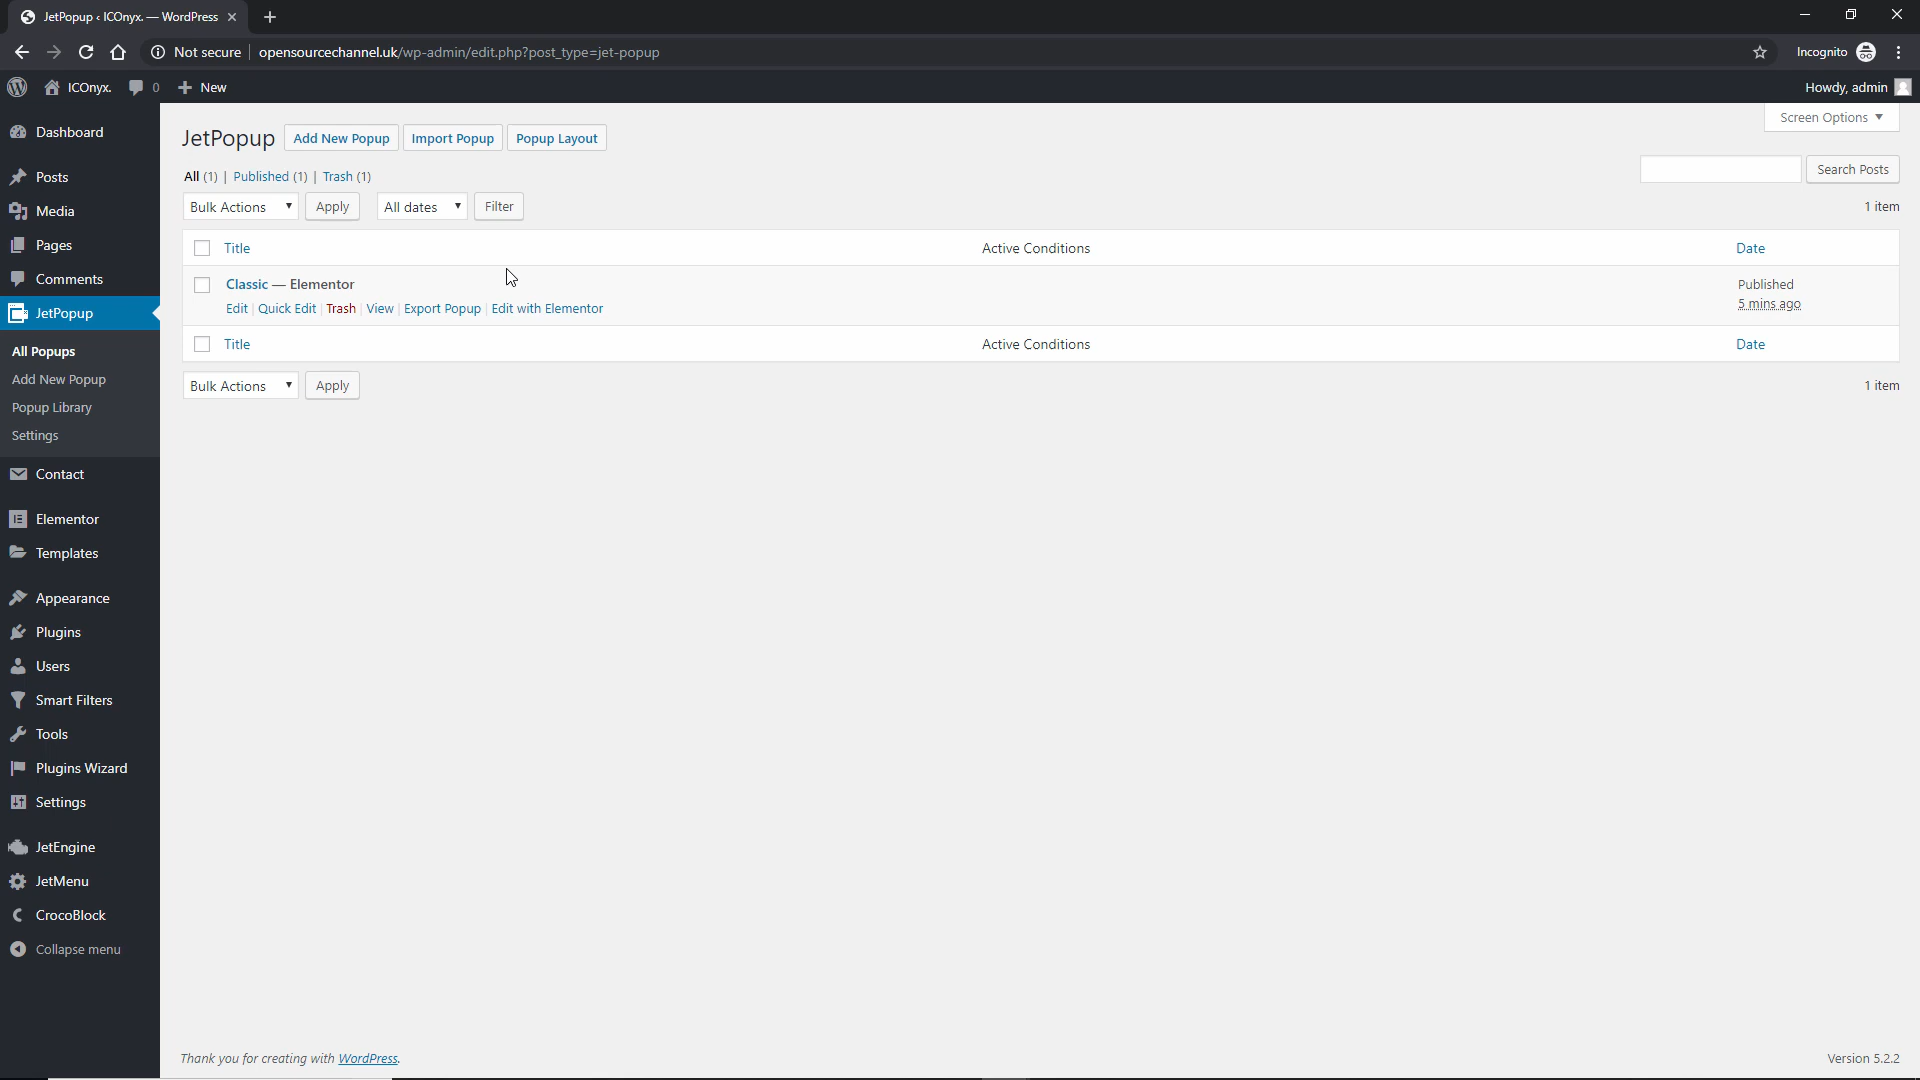 JetPopup ‹ ICOnyx. — WordPress
Not secure | opensourcechannel.uk/wp-admin/edit.php?post_type=jet-popup
Incognito
ICOnyx. 0 New
Howdy, admin
Screen Options
Dashboard
Posts
Media
Pages
Comments
JetPopup
All Popups
Add New Popup
Popup Library
Settings
Contact
Elementor
Templates
Appearance
Plugins
Users
Smart Filters
Tools
Plugins Wizard
Settings
JetEngine
JetMenu
CrocoBlock
Collapse menu
JetPopup Add New Popup Import Popup Popup Layout
All (1) | Published (1) | Trash (1)
Search Posts
Bulk Actions Apply All dates Filter
1 item
Title Active Conditions Date
Classic — Elementor
Published
5 mins ago
Edit | Quick Edit | Trash | View | Export Popup | Edit with Elementor
Title Active Conditions Date
Bulk Actions Apply
1 item
Thank you for creating with WordPress.
Version 5.2.2